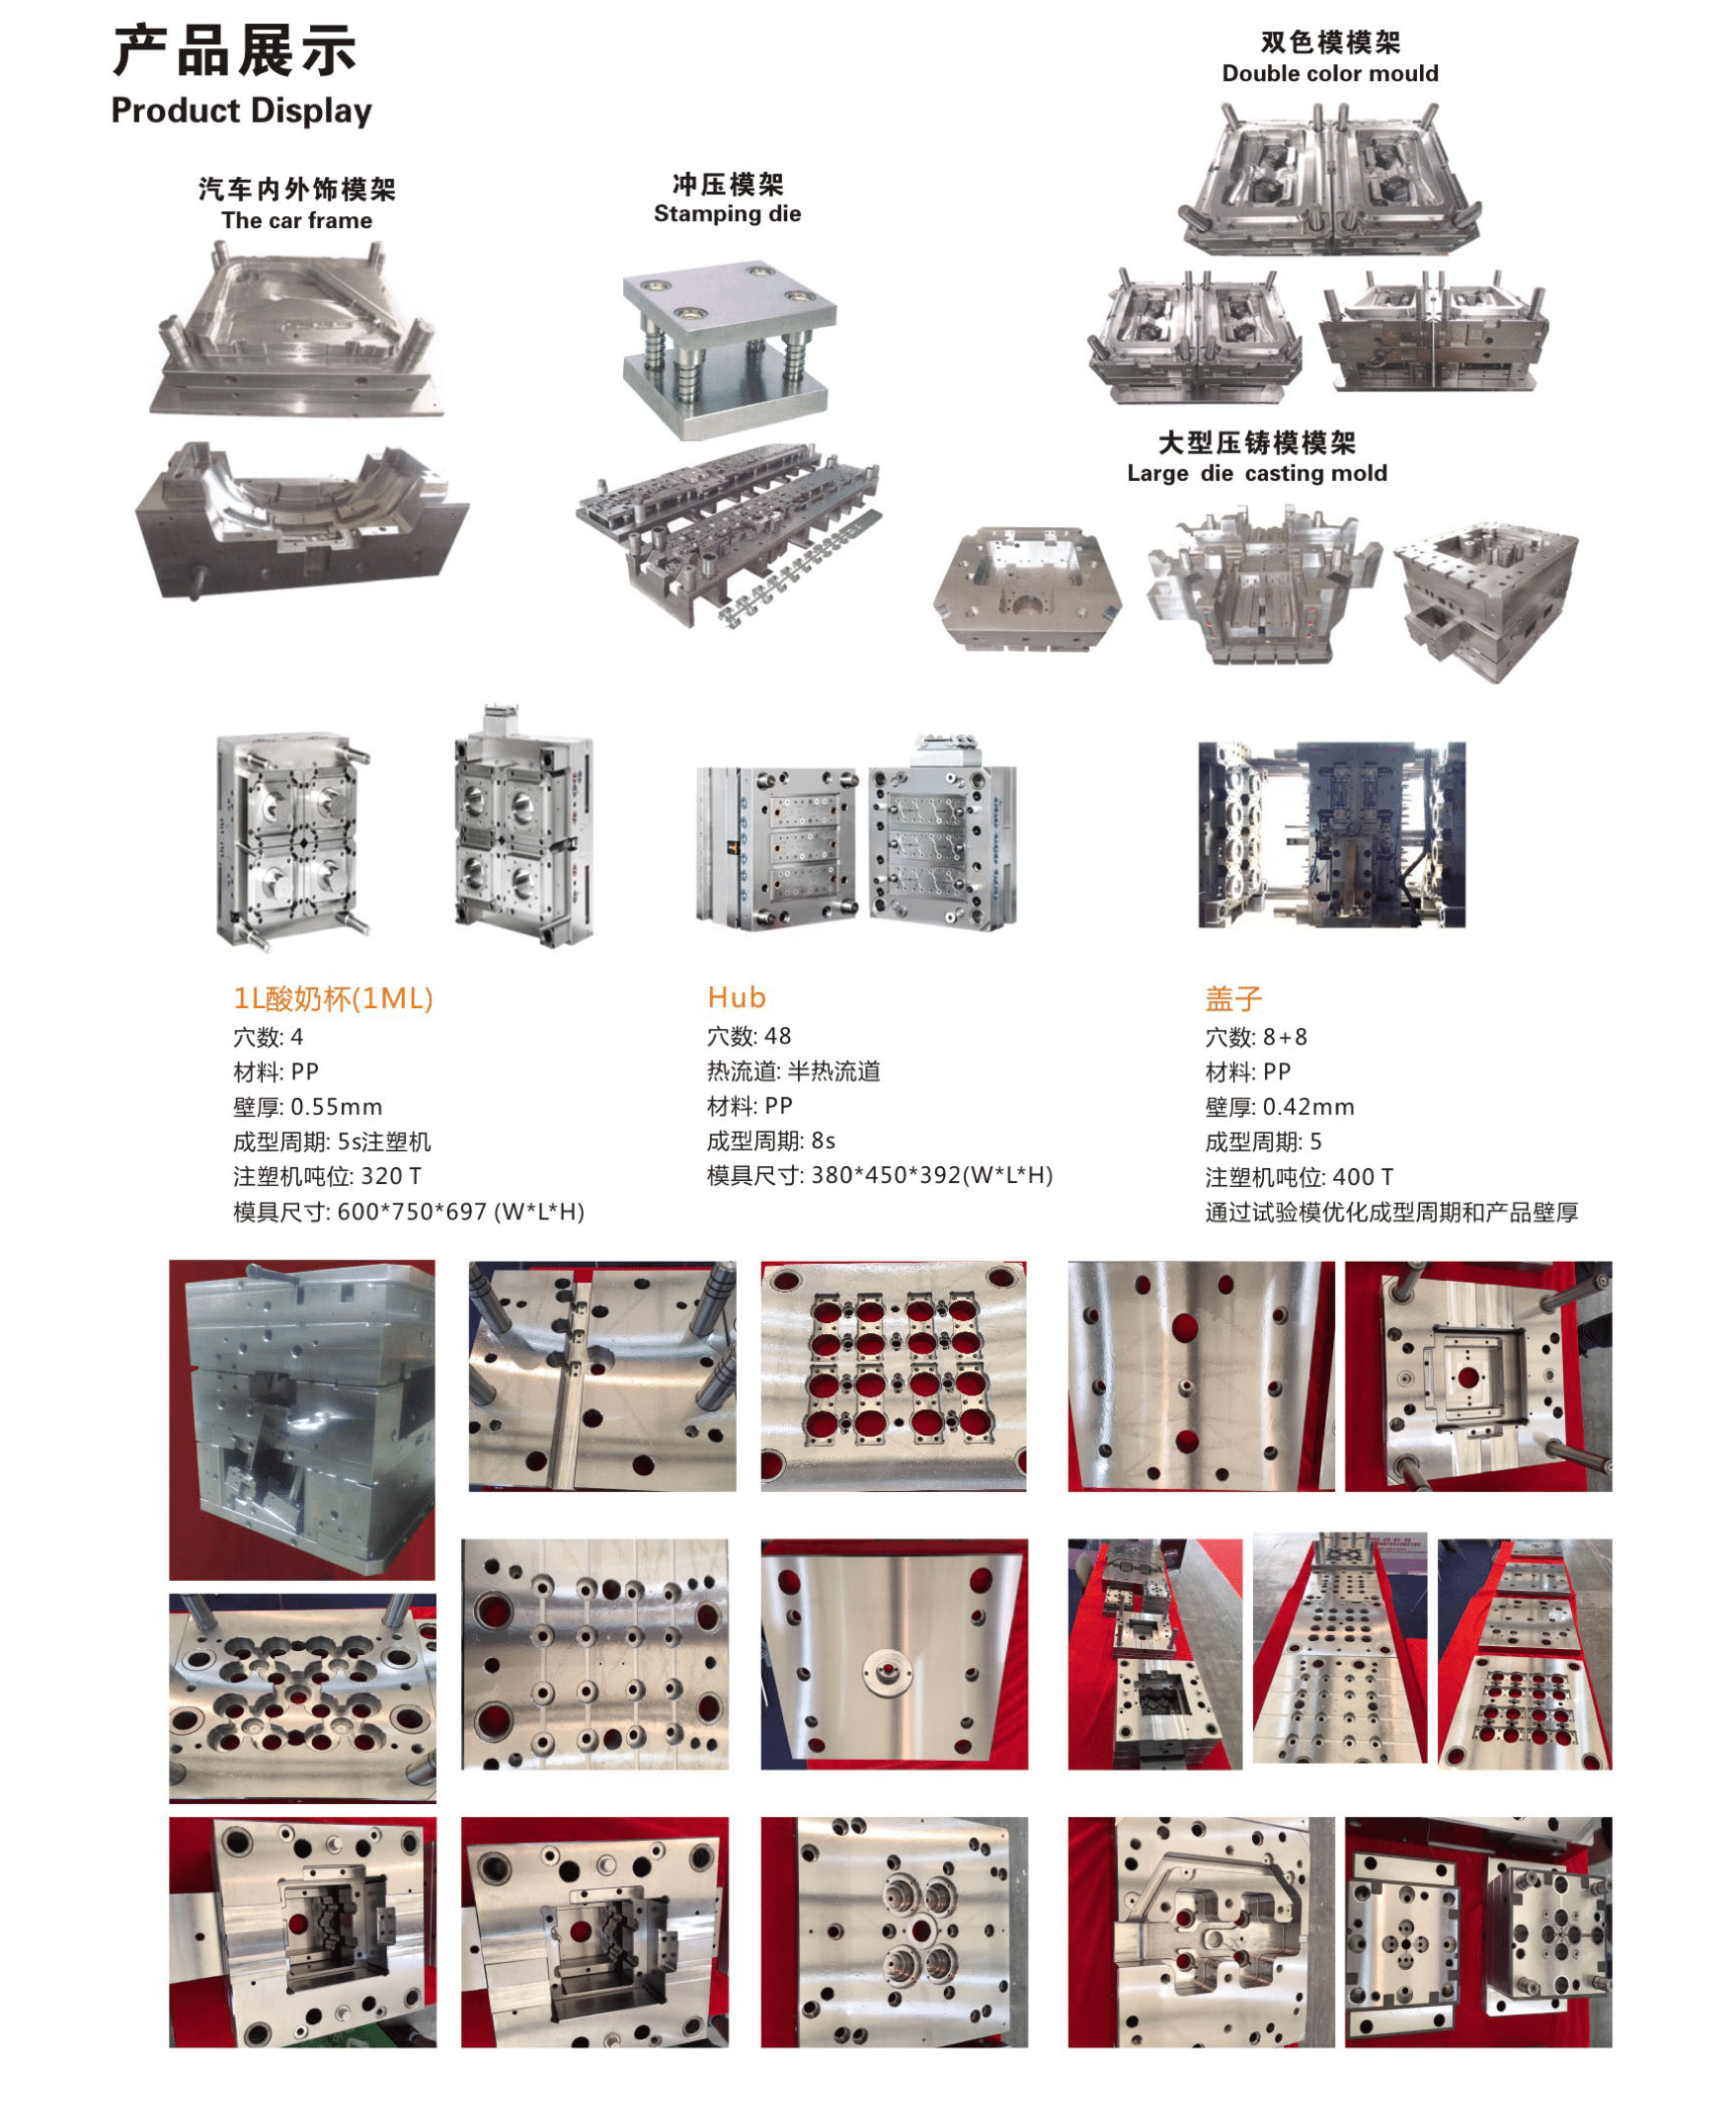 产品展示
Product Display
汽车内外饰模架
The car frame
冲压模架
Stamping die
双色模模架
Double color mould
大型压铸模模架
Large die casting mold
1L酸奶杯(1ML)
穴数: 4
材料: PP
壁厚: 0.55mm
成型周期: 5s注塑机
注塑机吨位: 320 T
模具尺寸: 600*750*697 (W*L*H)
Hub
穴数: 48
热流道: 半热流道
材料: PP
成型周期: 8s
模具尺寸: 380*450*392(W*L*H)
盖子
穴数: 8+8
材料: PP
壁厚: 0.42mm
成型周期: 5
注塑机吨位: 400 T
通过试验模优化成型周期和产品壁厚